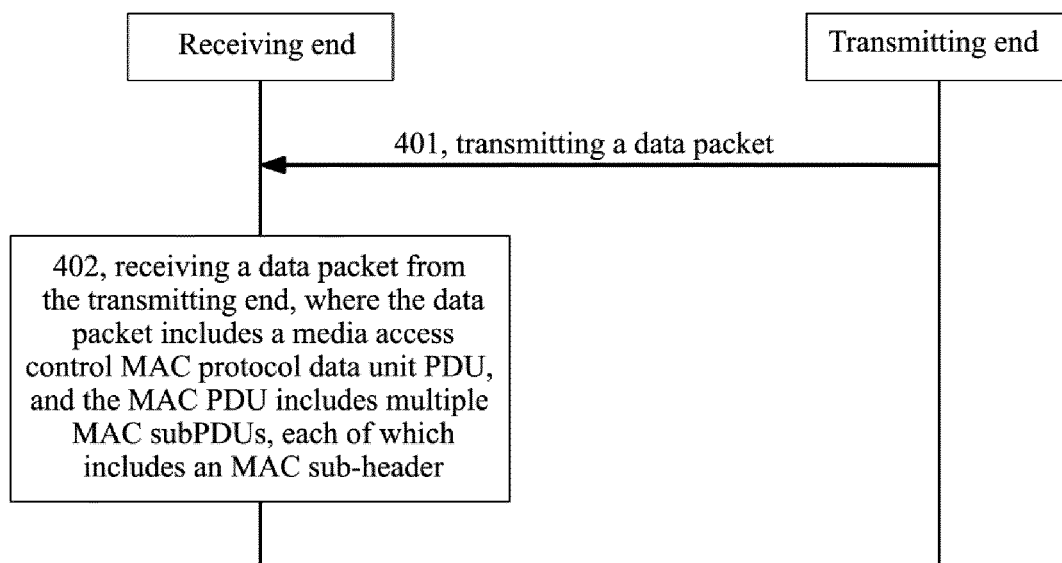 Receiving end
Transmitting end
401, transmitting a data packet
402, receiving a data packet from
the transmitting end, where the data
packet includes a media access
control MAC protocol data unit PDU,
and the MAC PDU includes multiple
MAC subPDUs, each of which
includes an MAC sub-header